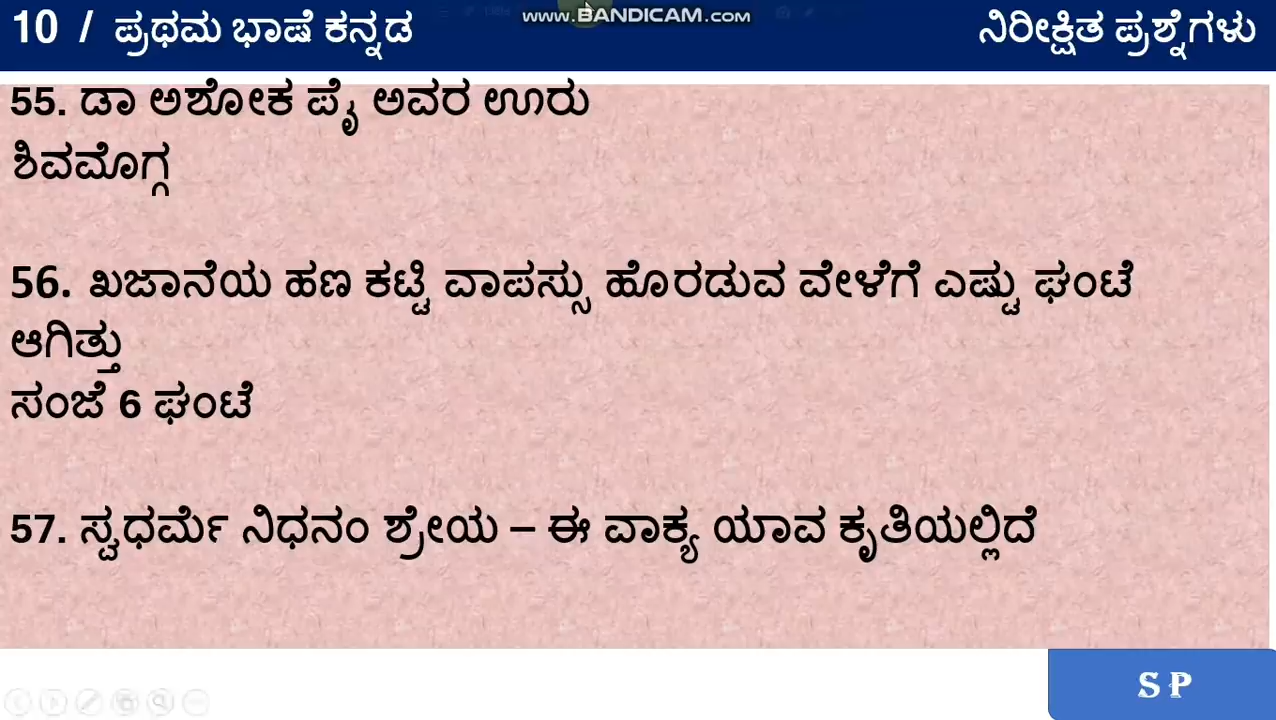 www.BANDICAM.com
10 / ಪ್ರಥಮ ಭಾಷೆ ಕನ್ನಡ ನಿರೀಕ್ಷಿತ ಪ್ರಶ್ನೆಗಳು
55. ಡಾ ಅಶೋಕ ಪೈ ಅವರ ಊರು
ಶಿವಮೊಗ್ಗ
56. ಖಜಾನೆಯ ಹಣ ಕಟ್ಟಿ ವಾಪಸ್ಸು ಹೊರಡುವ ವೇಳೆಗೆ ಎಷ್ಟು ಘಂಟೆ
ಆಗಿತ್ತು
ಸಂಜೆ 6 ಘಂಟೆ
57. ಸ್ವಧರ್ಮೆ ನಿಧನಂ ಶ್ರೇಯ – ಈ ವಾಕ್ಯ ಯಾವ ಕೃತಿಯಲ್ಲಿದೆ
S P